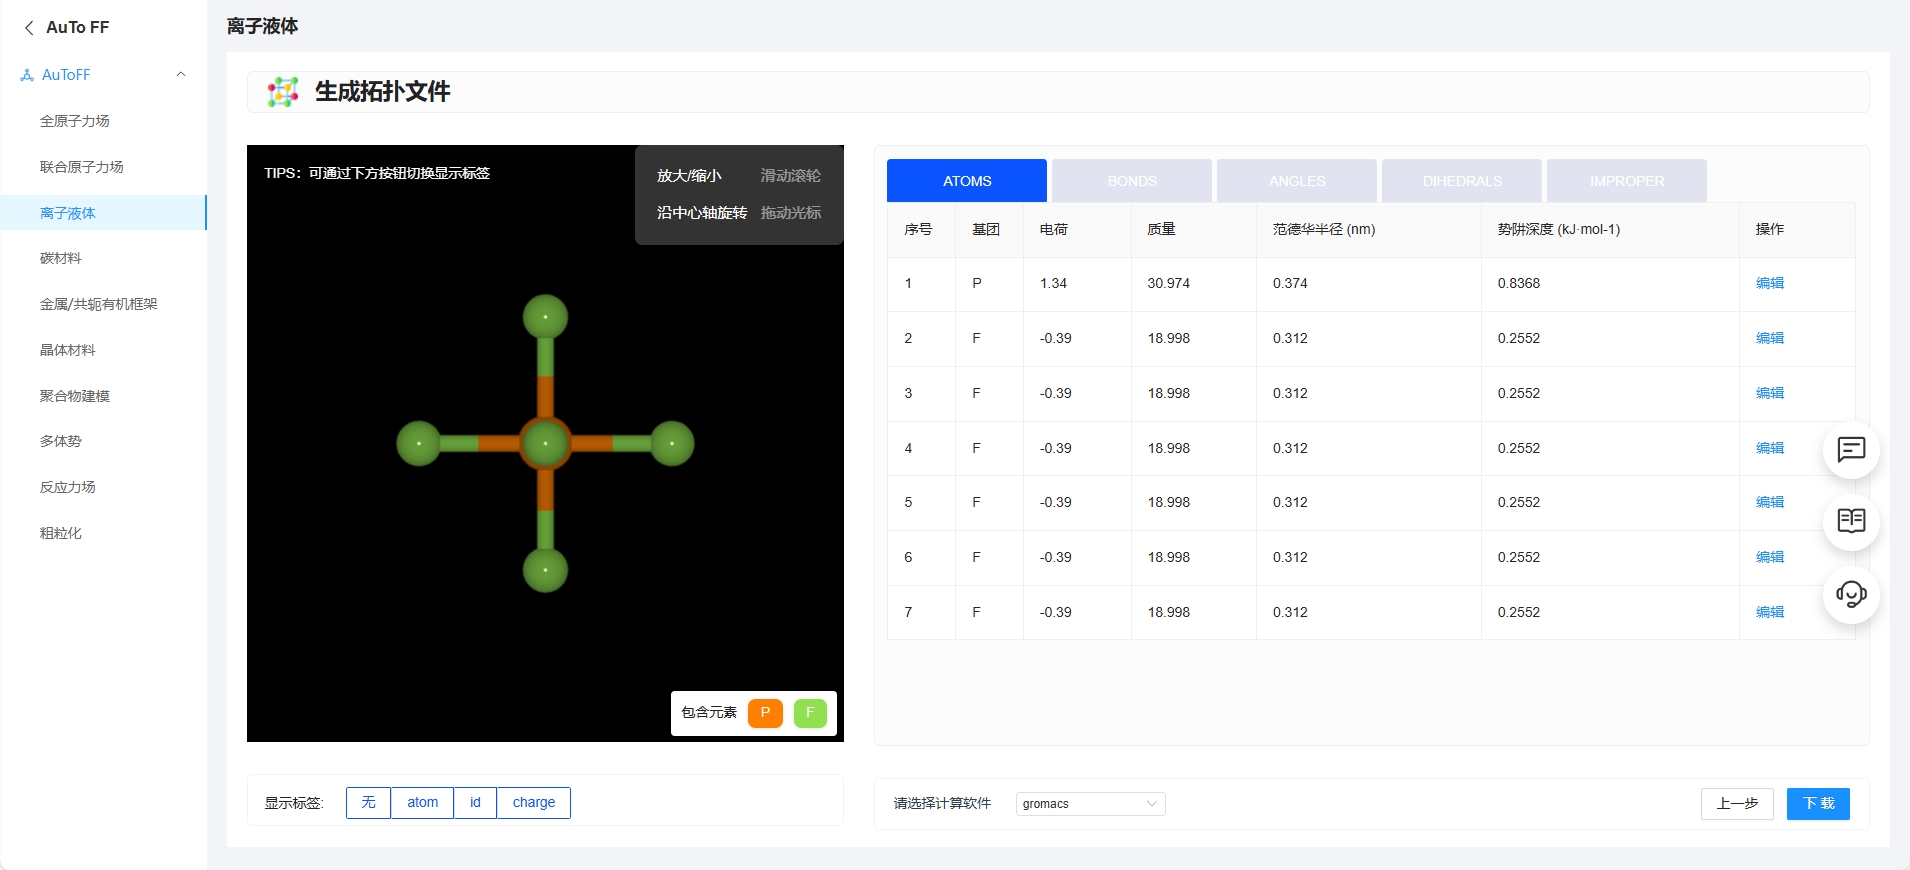 AuTo FF
AuToFF
全原子力场
联合原子力场
离子液体
碳材料
金属/共轭有机框架
晶体材料
聚合物建模
多体势
反应力场
粗粒化
离子液体
生成拓扑文件
TIPS：可通过下方按钮切换显示标签
放大/缩小 滑动滚轮
沿中心轴旋转 拖动光标
包含元素 P F
显示标签: 无 atom id charge
ATOMS BONDS ANGLES DIHEDRALS IMPROPER
序号 基团 电荷 质量 范德华半径 (nm) 势阱深度 (kJ·mol-1) 操作
1 P 1.34 30.974 0.374 0.8368 编辑
2 F -0.39 18.998 0.312 0.2552 编辑
3 F -0.39 18.998 0.312 0.2552 编辑
4 F -0.39 18.998 0.312 0.2552 编辑
5 F -0.39 18.998 0.312 0.2552 编辑
6 F -0.39 18.998 0.312 0.2552 编辑
7 F -0.39 18.998 0.312 0.2552 编辑
请选择计算软件 gromacs 上一步 下 载